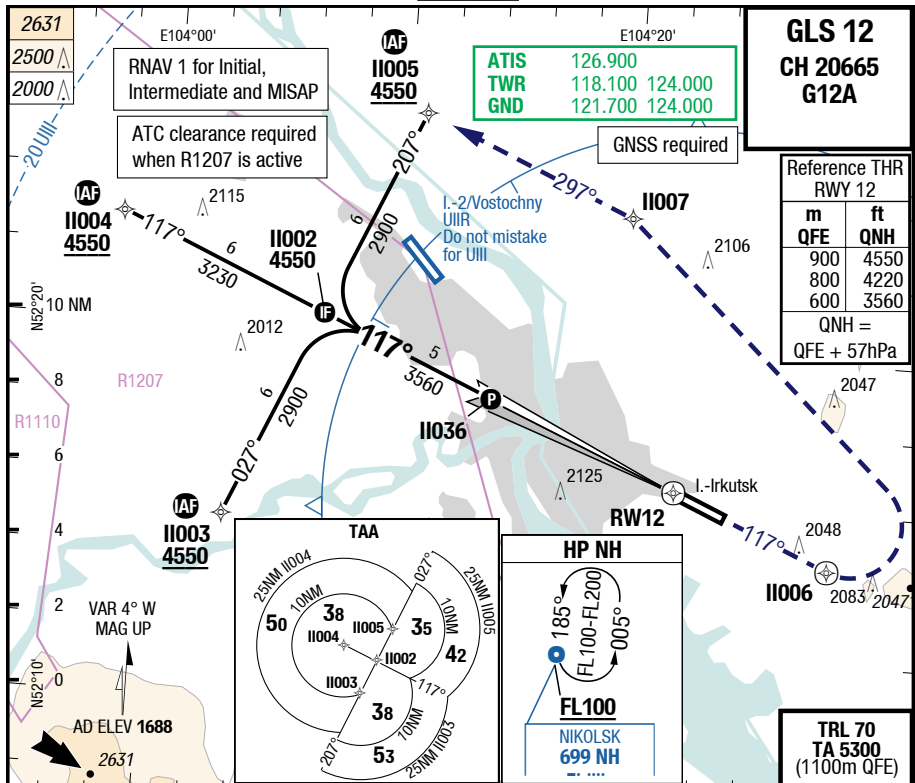 2631
2500
2000
E104°00'
E104°20'
RNAV 1 for Initial,
Intermediate and MISAP
ATC clearance required
when R1207 is active
IAF
II005
4550
ATIS 126.900
TWR 118.100 124.000
GND 121.700 124.000
GNSS required
GLS 12
CH 20665
G12A
Reference THR
RWY 12
m ft
QFE QNH
900 4550
800 4220
600 3560
QNH =
QFE + 57hPa
20 UIII
IAF
II004
4550
2115
117°
6
3230
II002
4550
IF
207°
6
2900
I.-2/Vostochny
UIIR
Do not mistake
for UIII
297°
II007
2106
N52°20'
10 NM
2012
117°
5
3560
1
P
II036
8
R1207
R1110
6
2900
027°
2047
6
IAF
II003
4550
4
2125
I.-Irkutsk
RW12
117°
2048
II006
2083
2047
2
VAR 4° W
MAG UP
N52°10'
0
AD ELEV 1688
2631
TAA
25NM II004
10NM
50
38
II004
II005
II002
II003
027°
35
10NM
42
25NM II005
117°
38
10NM
207°
53
25NM II003
HP NH
185°
FL100-FL200
005°
FL100
NIKOLSK
699 NH
TRL 70
TA 5300
(1100m QFE)